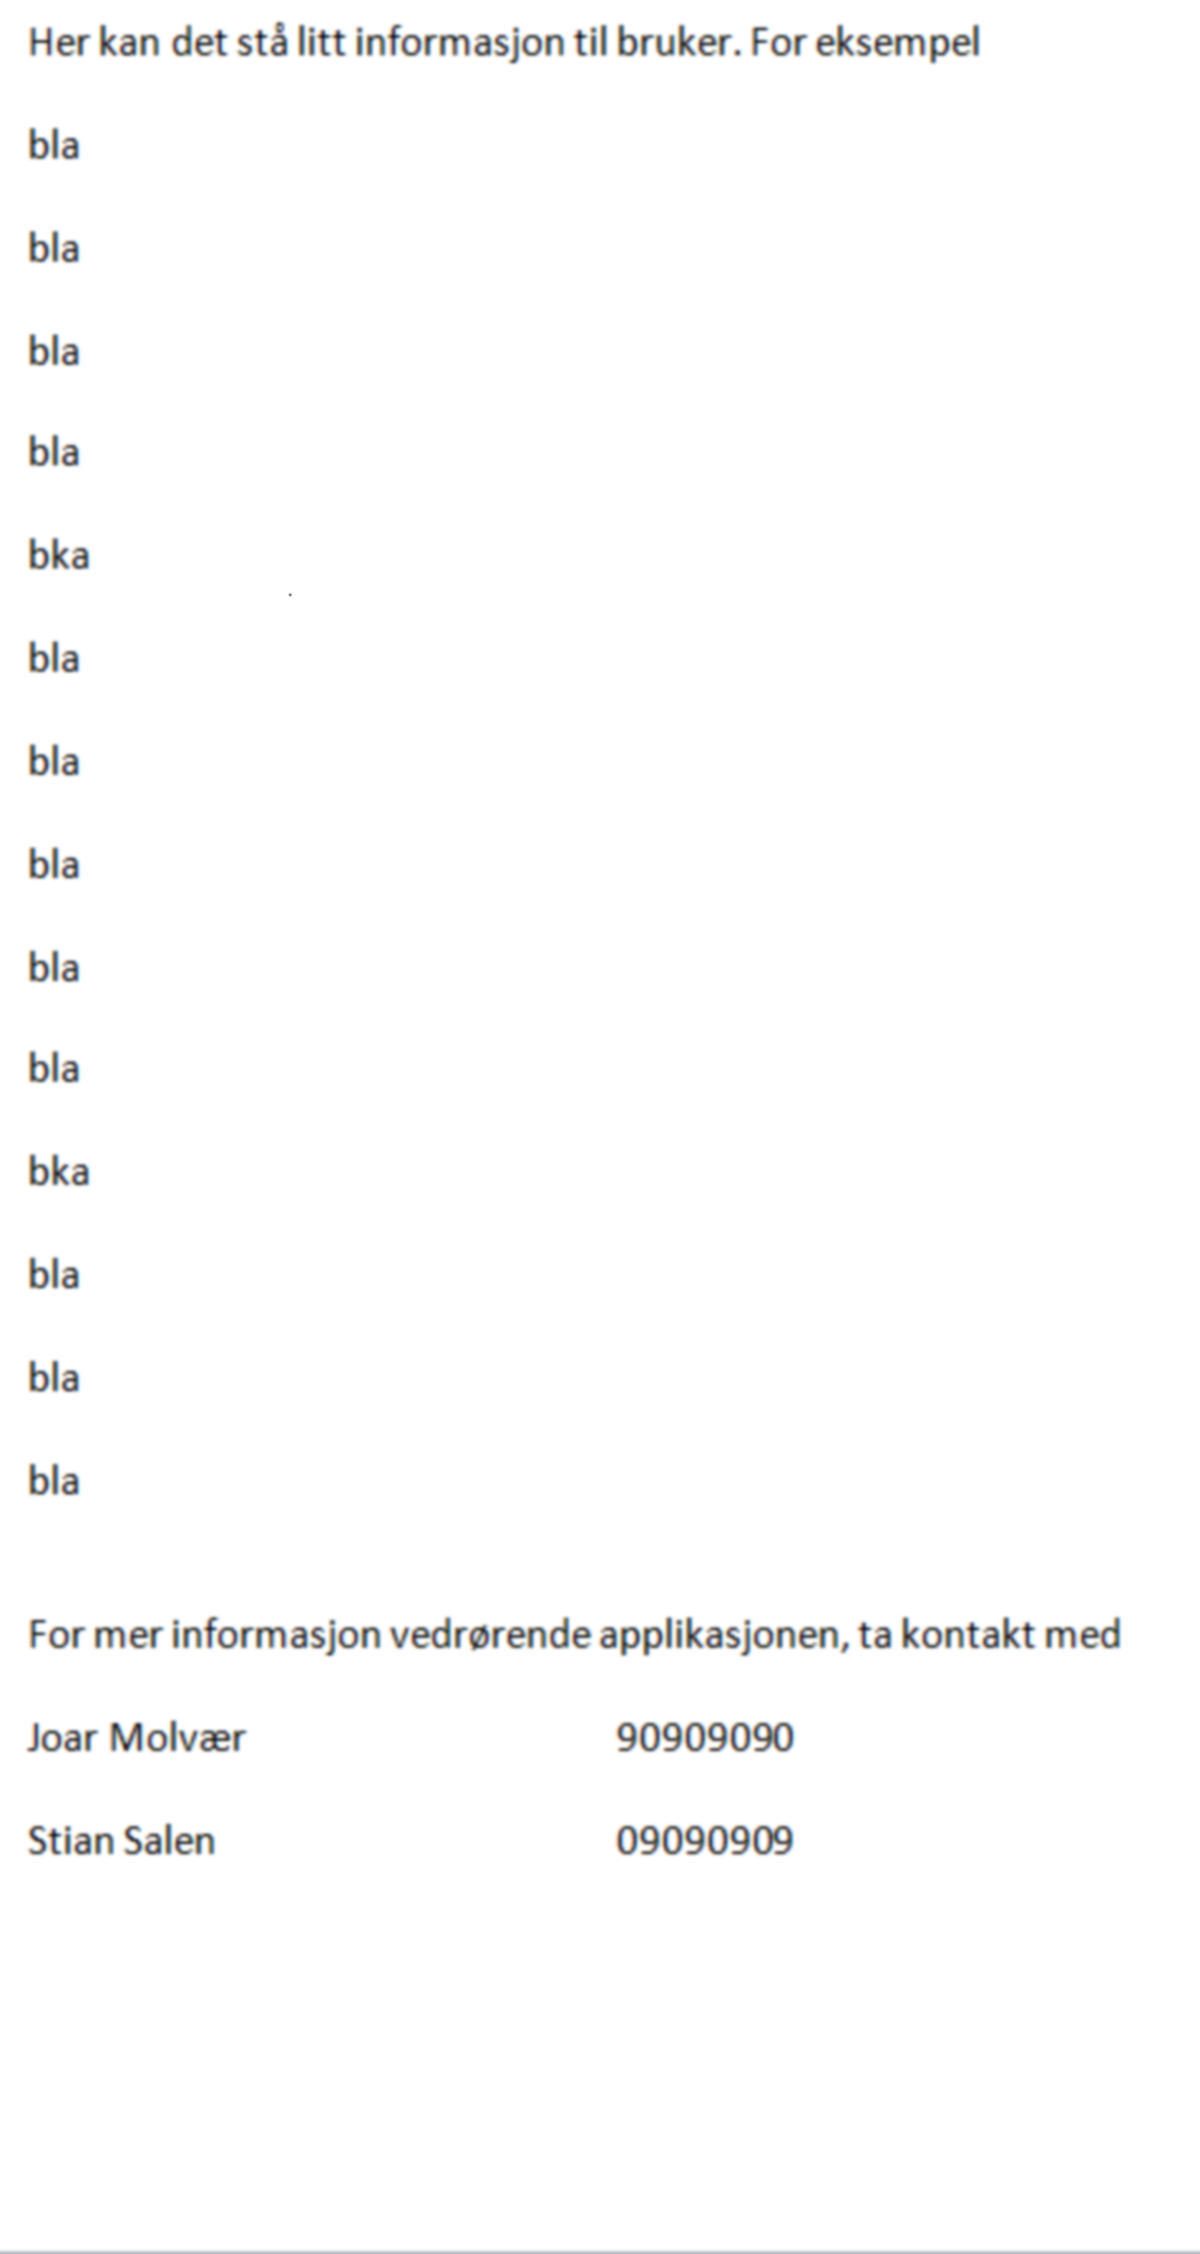 Her kan det stå litt informasjon til bruker. For eksempel
bla
bla
bla
bla
bka
bla
bla
bla
bla
bla
bka
bla
bla
bla
For mer informasjon vedrørende applikasjonen, ta kontakt med
Joar Molvær 90909090
Stian Salen 09090909